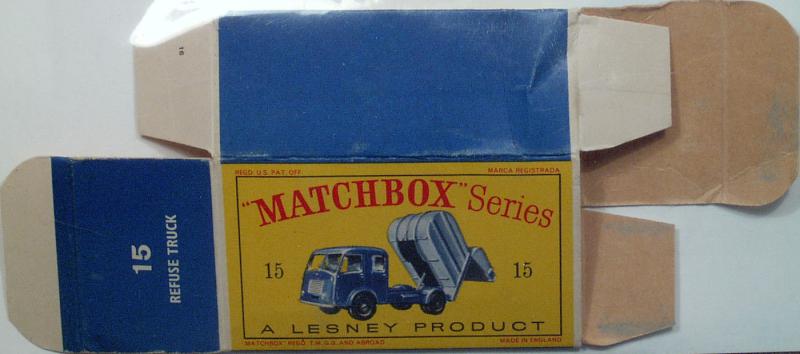 16
REGD U.S. PAT. OFF.
MARCA REGISTRADA
"MATCHBOX" Series
15
15
A LESNEY PRODUCT
"MATCHBOX" REGD T.M. G.B. AND ABROAD
MADE IN ENGLAND
15
REFUSE TRUCK